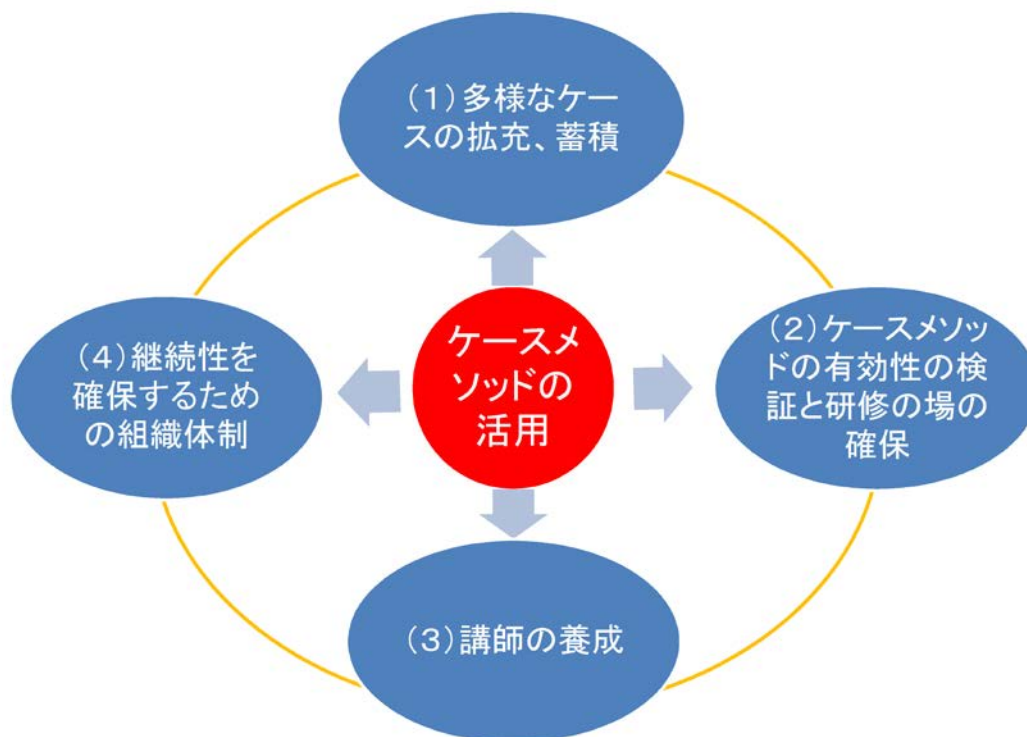 (1)多様なケー
スの拡充、蓄積
ケースメ
ソッドの
活用
(2)ケースメソッ
ドの有効性の検
証と研修の場の
確保
(3)講師の養成
(4)継続性を
確保するため
の組織体制